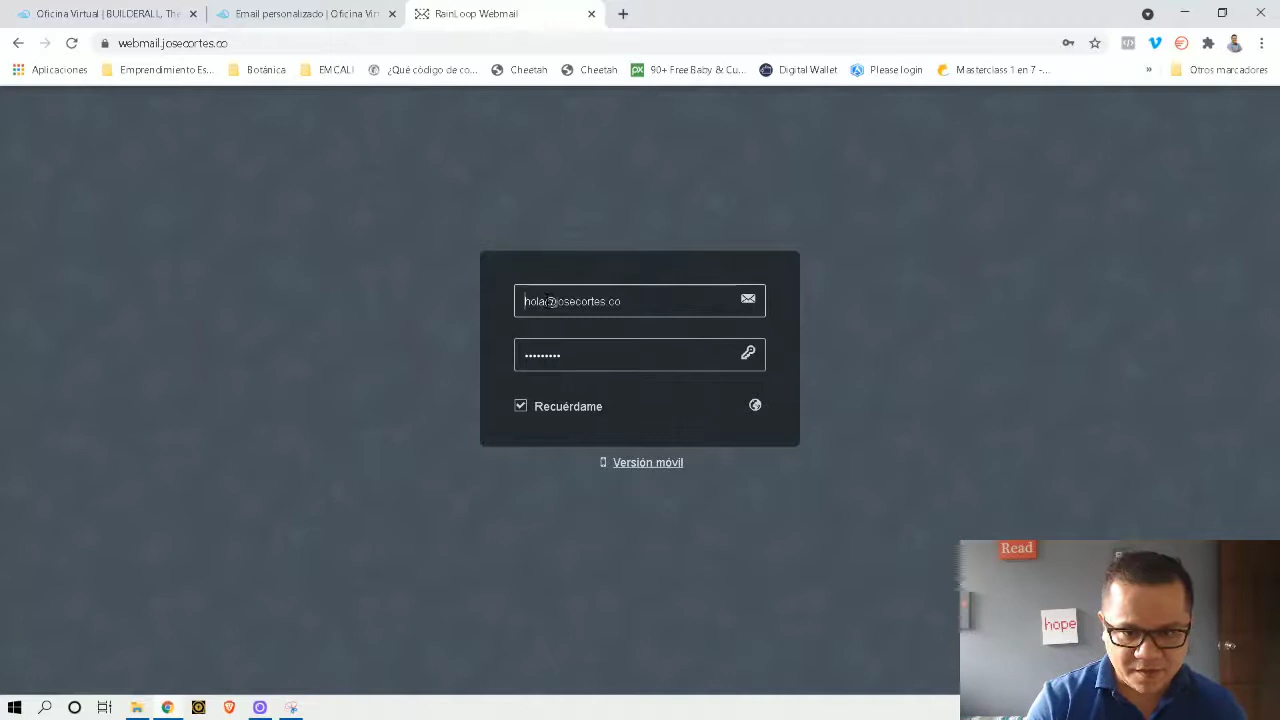 Oficina Virtual | BUILDERALL, The
Email personalizado | Oficina Virt
RainLoop Webmail
webmail.josecortes.co
Aplicaciones
Emprendimiento Es...
Botánica
EMCALI
¿Qué código de co...
Cheetah
Cheetah
90+ Free Baby & Cu...
Digital Wallet
Please login
Masterclass 1 en 7 -...
»
Otros marcadores
hola@josecortes.co
•••••••••
Recuérdame
Versión móvil
Read
hope